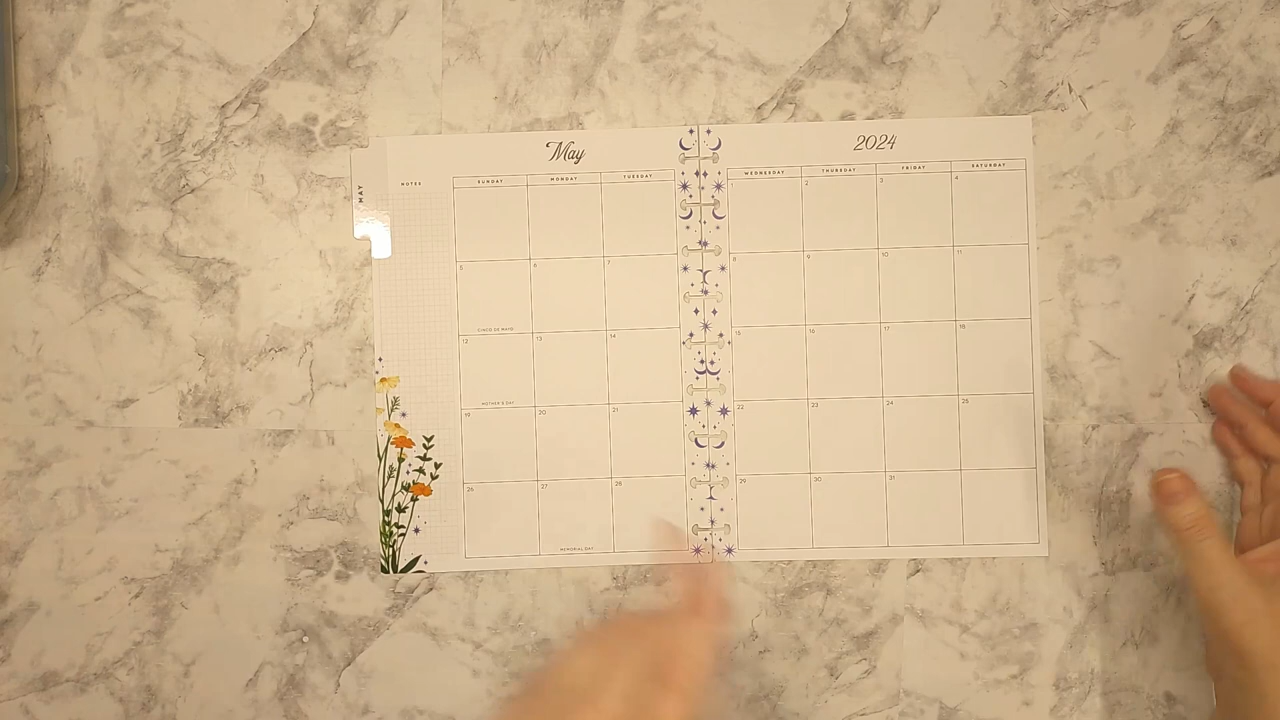 May
2024
MAY
NOTES
SUNDAY MONDAY TUESDAY WEDNESDAY THURSDAY FRIDAY SATURDAY
1 2 3 4
5 6 7 8 9 10 11
CINCO DE MAYO
12 13 14 15 16 17 18
MOTHER'S DAY
19 20 21 22 23 24 25
26 27 28 29 30 31
MEMORIAL DAY